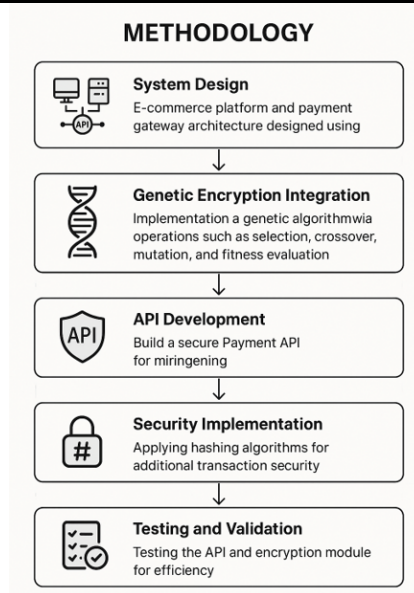 METHODOLOGY
System Design
E-commerce platform and payment
gateway architecture designed using
API
Genetic Encryption Integration
Implementation a genetic algorithmwia
operations such as selection, crossover,
mutation, and fitness evaluation
API
API Development
Build a secure Payment API
for miringening
#
Security Implementation
Applying hashing algorithms for
additional transaction security
Testing and Validation
Testing the API and encryption module
for efficiency